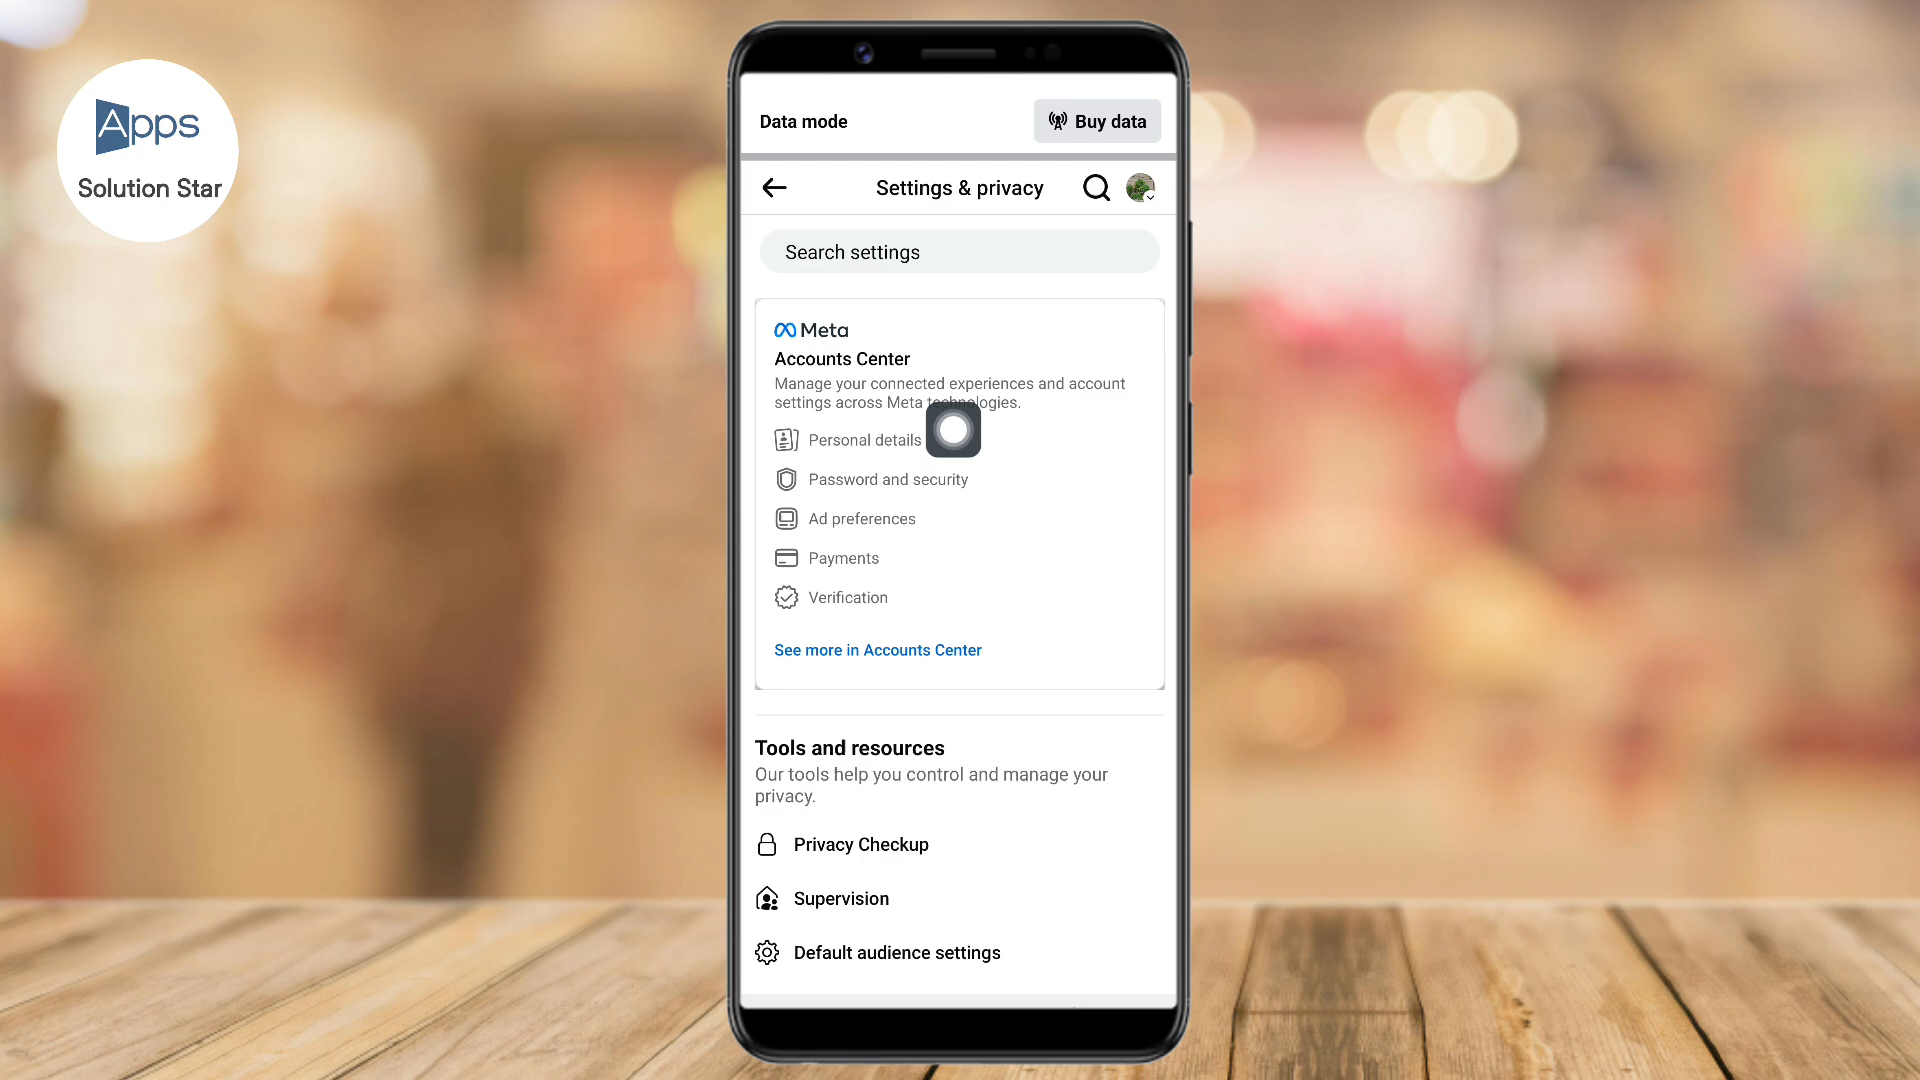 Apps
Solution Star
Data mode
Buy data
Settings & privacy
Search settings
Meta
Accounts Center
Manage your connected experiences and account
settings across Meta technologies.
Personal details
Password and security
Ad preferences
Payments
Verification
See more in Accounts Center
Tools and resources
Our tools help you control and manage your
privacy.
Privacy Checkup
Supervision
Default audience settings